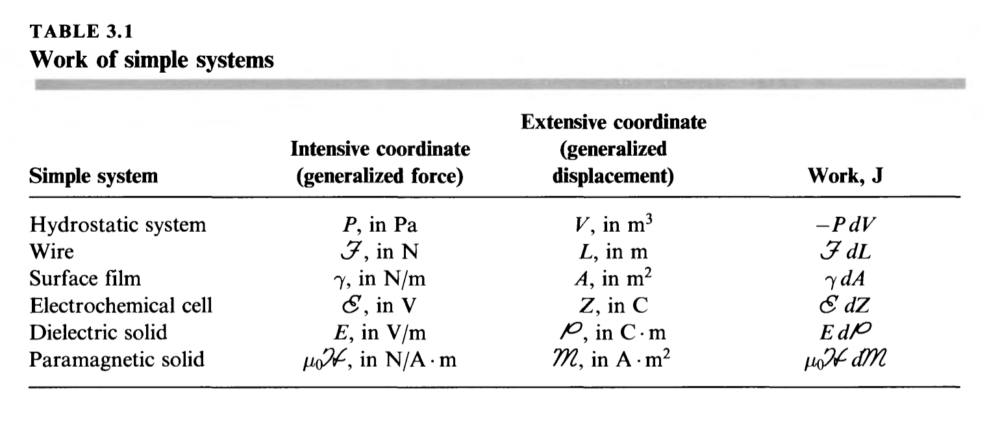 TABLE 3.1
Work of simple systems
Extensive coordinate
Intensive coordinate (generalized
Simple system (generalized force) displacement) Work, J
Hydrostatic system P, in Pa V, in m³ −P dV
Wire ℱ, in N L, in m ℱ dL
Surface film γ, in N/m A, in m² γ dA
Electrochemical cell ℰ, in V Z, in C ℰ dZ
Dielectric solid E, in V/m 𝒫, in C·m E d𝒫
Paramagnetic solid μ₀ℋ, in N/A·m ℳ, in A·m² μ₀ℋ dℳ